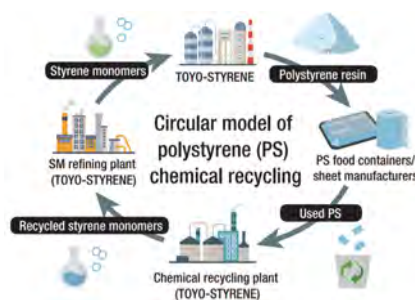 Styrene monomers
TOYO-STYRENE
Polystyrene resin
Circular model of
polystyrene (PS)
chemical recycling
SM refining plant
(TOYO-STYRENE)
PS food containers/
sheet manufacturers
Used PS
Recycled styrene monomers
Chemical recycling plant
(TOYO-STYRENE)